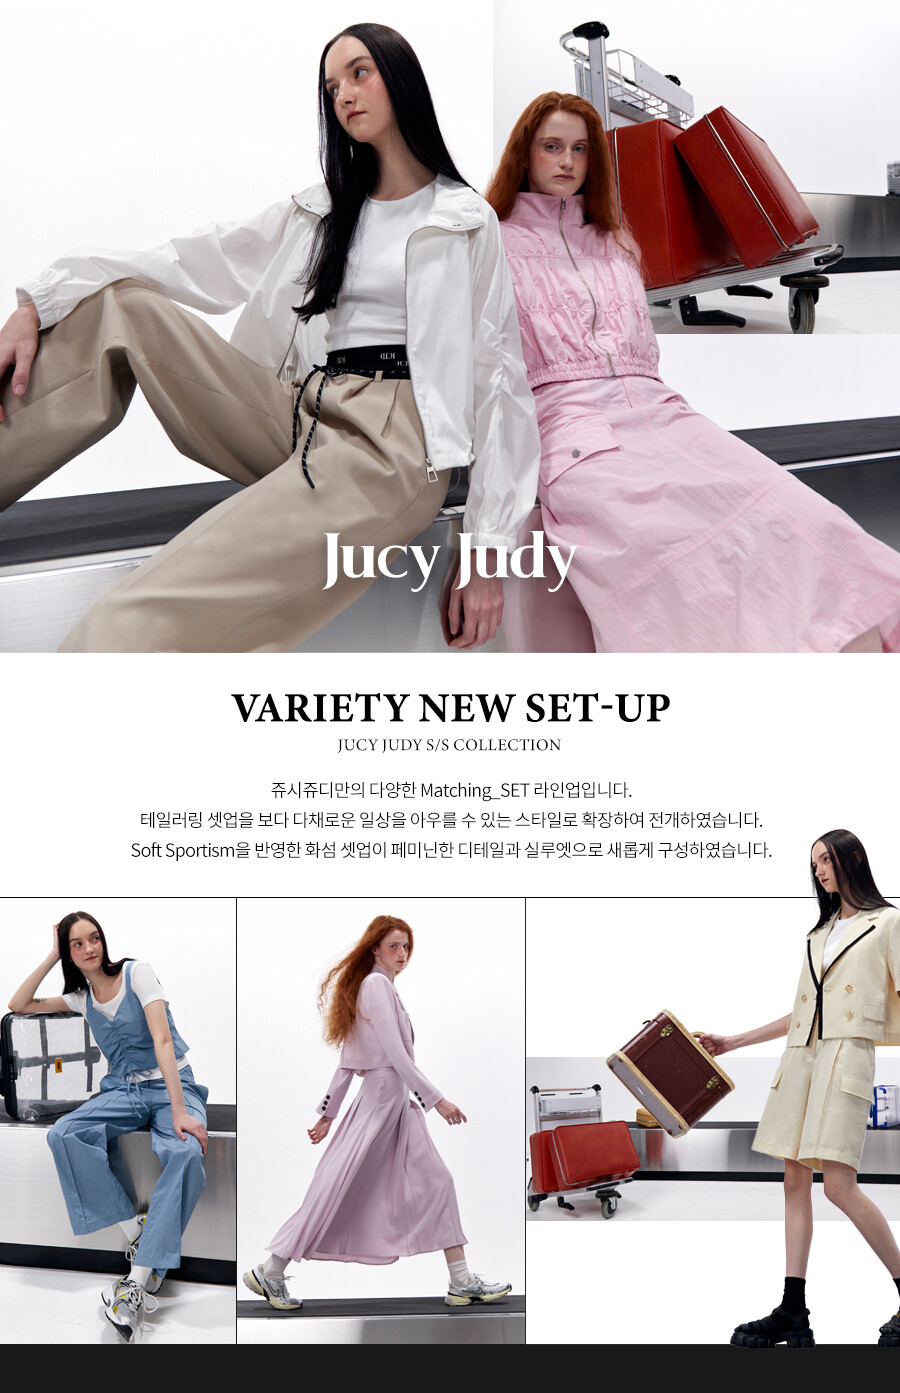 Jucy Judy
VARIETY NEW SET-UP
JUCY JUDY S/S COLLECTION
쥬시쥬디만의 다양한 Matching_SET 라인업입니다.
테일러링 셋업을 보다 다채로운 일상을 아우를 수 있는 스타일로 확장하여 전개하였습니다.
Soft Sportism을 반영한 화섬 셋업이 페미닌한 디테일과 실루엣으로 새롭게 구성하였습니다.